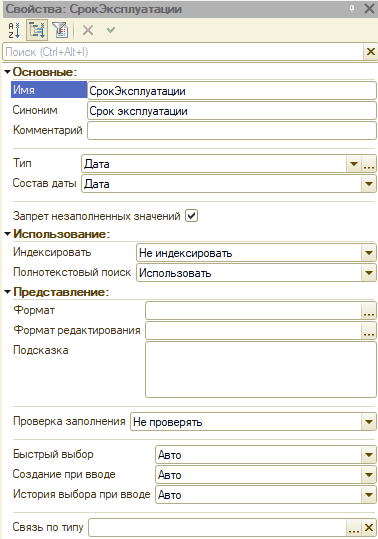 Свойства: СрокЭксплуатации
Поиск (Ctrl+Alt+I)
Основные:
Имя СрокЭксплуатации
Синоним Срок эксплуатации
Комментарий
Тип Дата
Состав даты Дата
Запрет незаполненных значений
Использование:
Индексировать Не индексировать
Полнотекстовый поиск Использовать
Представление:
Формат
Формат редактирования
Подсказка
Проверка заполнения Не проверять
Быстрый выбор Авто
Создание при вводе Авто
История выбора при вводе Авто
Связь по типу